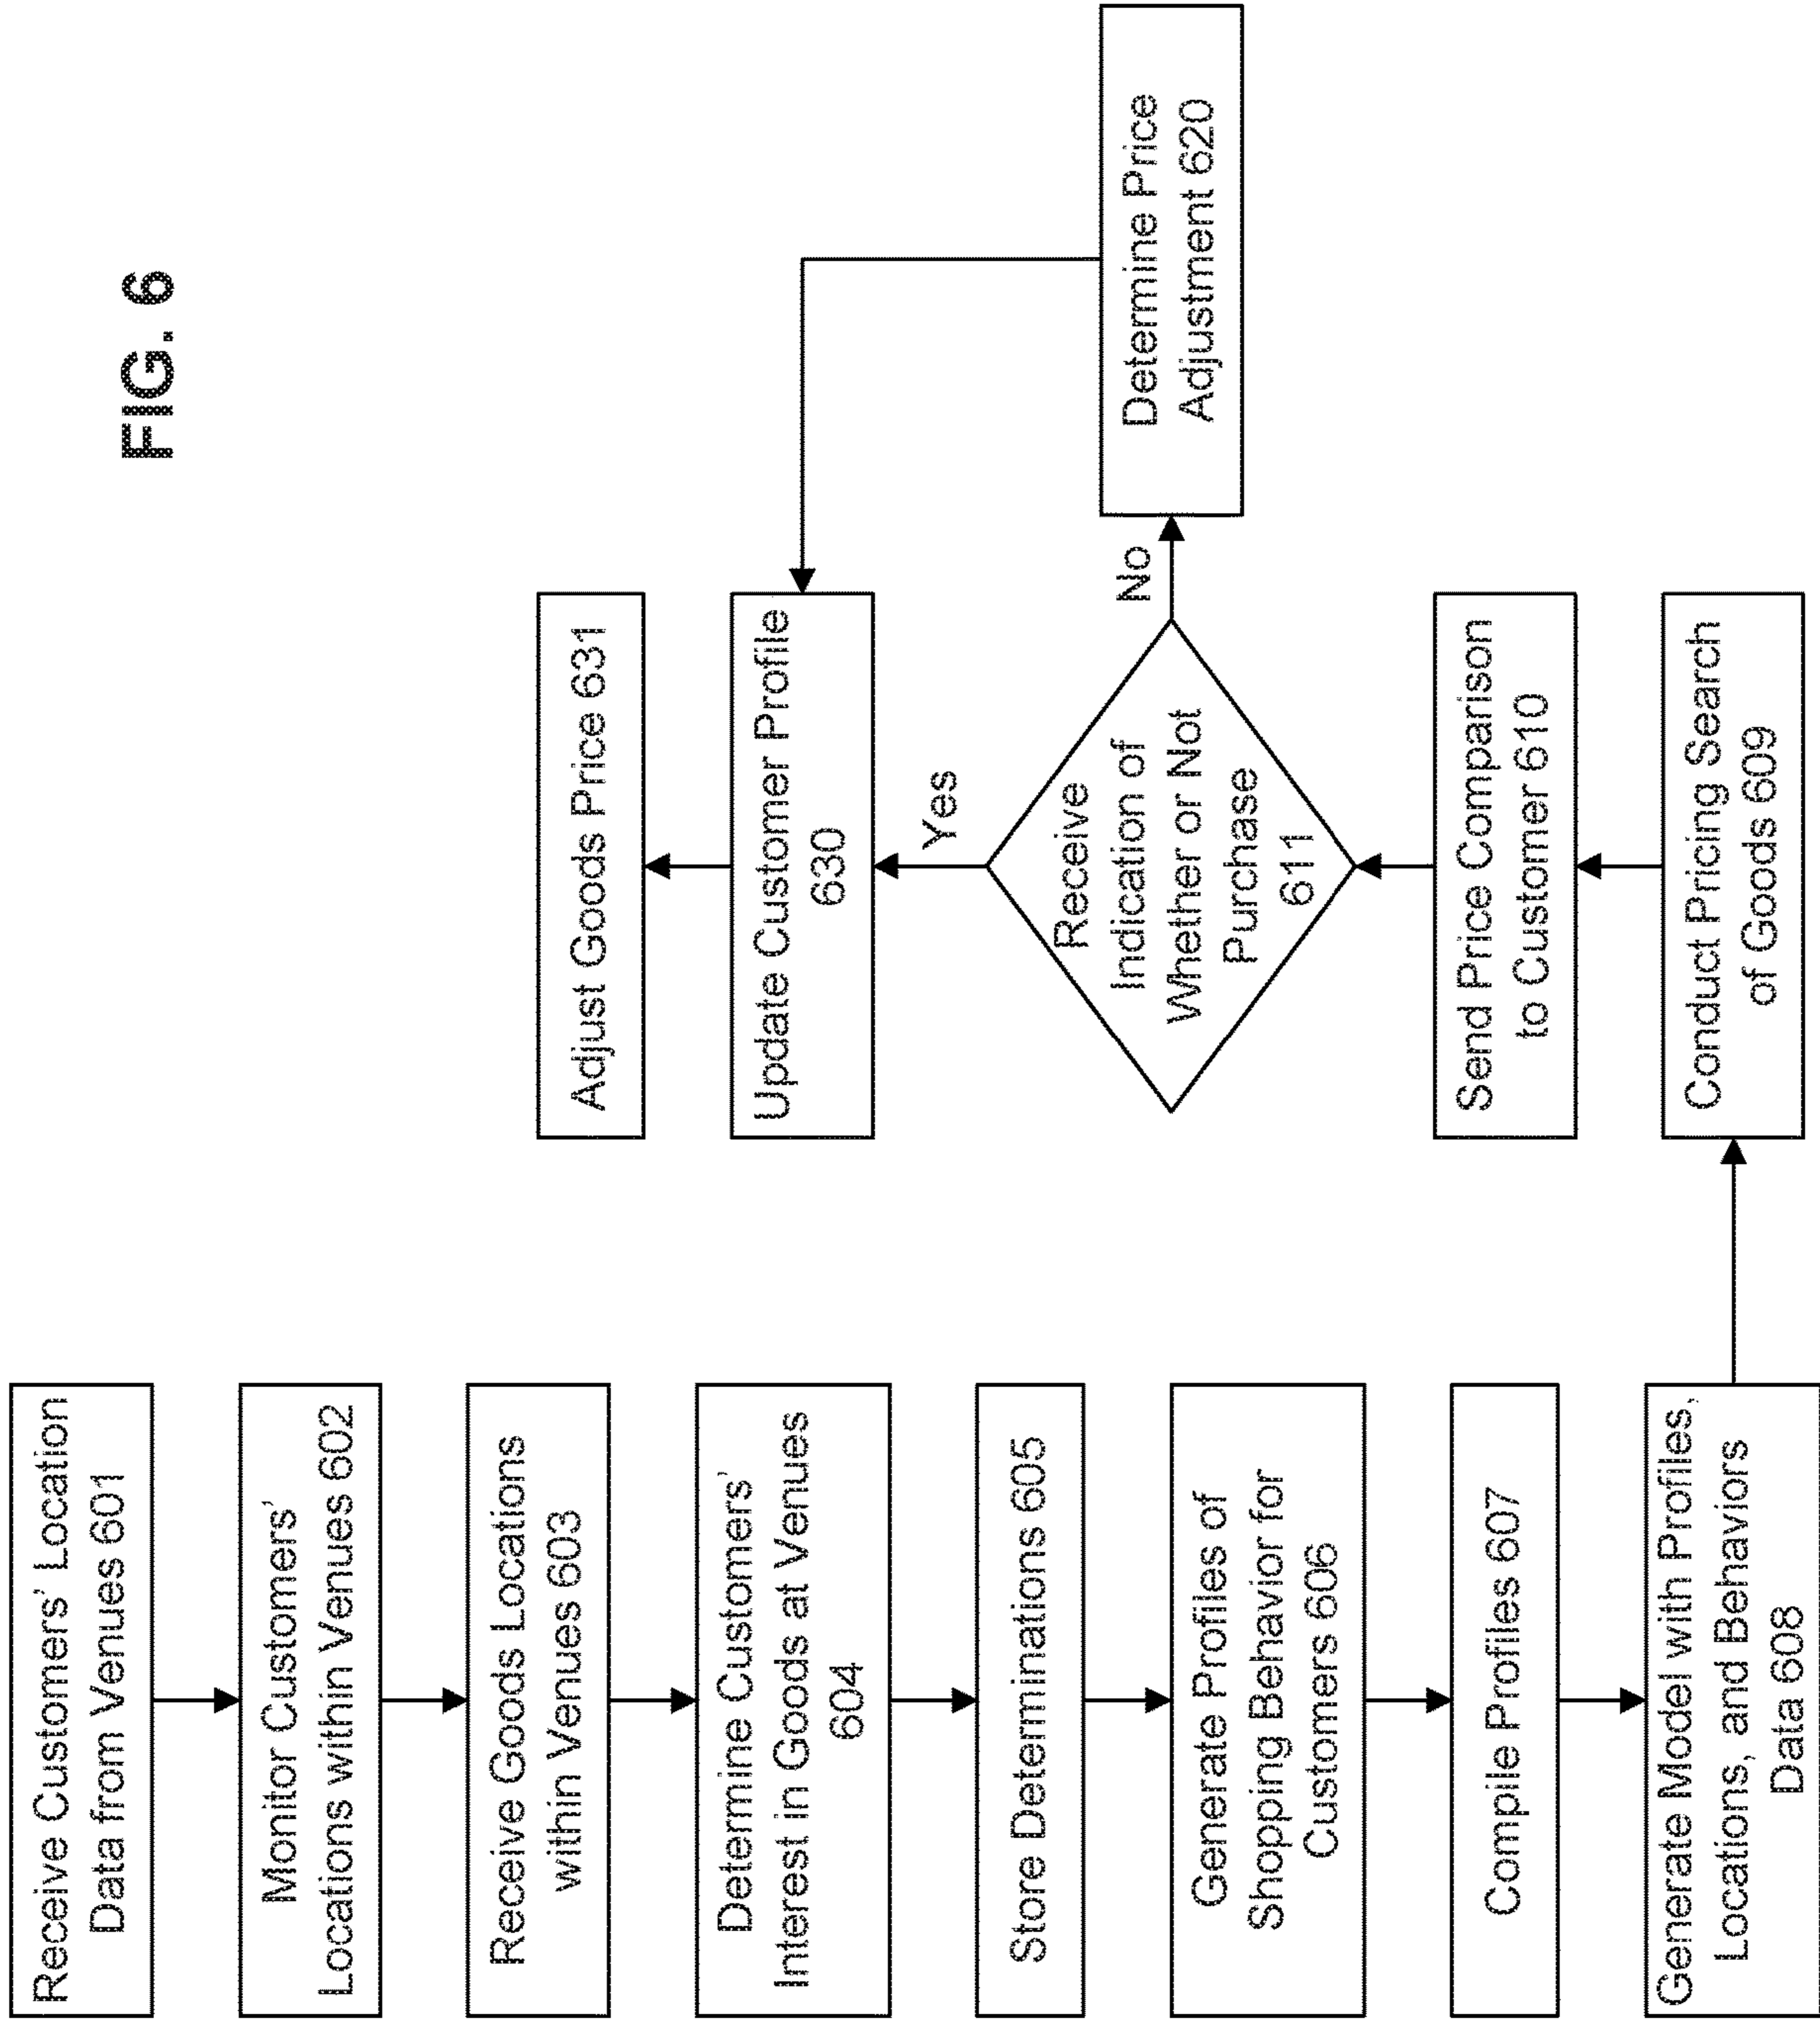 FIG. 6
Receive Customers' Location
Data from Venues 601
Monitor Customers'
Locations within Venues 602
Receive Goods Locations
within Venues 603
Determine Customers'
Interest in Goods at Venues
604
Store Determinations 605
Generate Profiles of
Shopping Behavior for
Customers 606
Compile Profiles 607
Generate Model with Profiles,
Locations, and Behaviors
Data 608
Conduct Pricing Search
of Goods 609
Send Price Comparison
to Customer 610
Receive
Indication of
Whether or Not
Purchase
611
No
Determine Price
Adjustment 620
Yes
Update Customer Profile
630
Adjust Goods Price 631